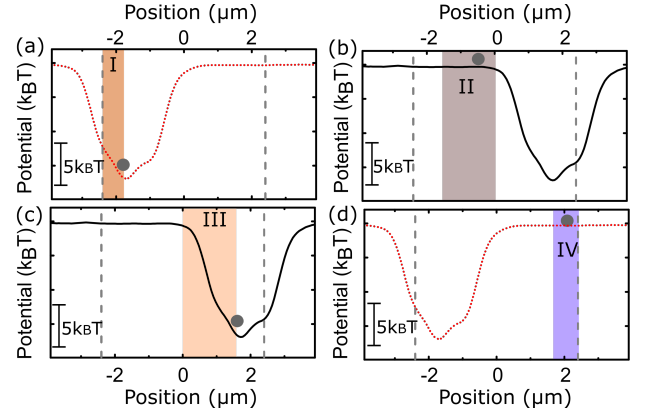 Position (μm)
Position (μm)
-2 0 2
-2 0 2
(a)
I
Potential (kBT)
5kBT
(b)
II
Potential (kBT)
5kBT
(c)
III
Potential (kBT)
5kBT
-2 0 2
Position (μm)
(d)
IV
Potential (kBT)
5kBT
-2 0 2
Position (μm)